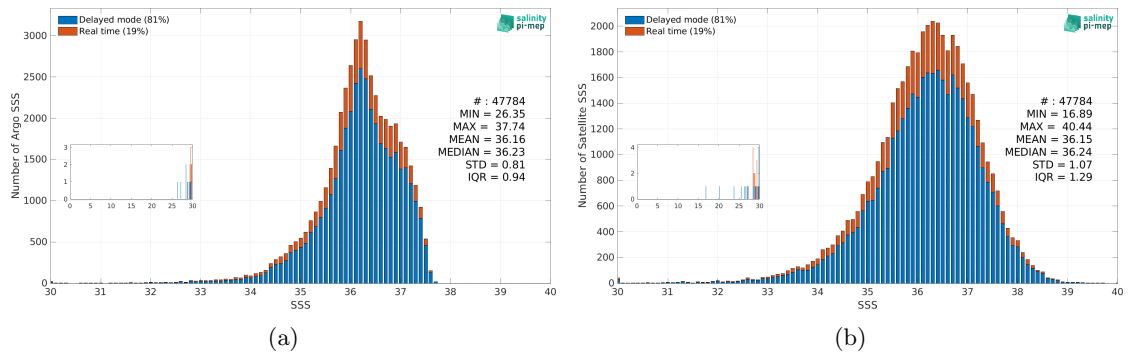 Delayed mode (81%)
Real time (19%)
salinity
pi-mep
Number of Argo SSS
3000
2500
2000
1500
1000
500
0
# : 47784
MIN = 26.35
MAX = 37.74
MEAN = 36.16
MEDIAN = 36.23
STD = 0.81
IQR = 0.94
3
2
1
0
0 5 10 15 20 25 30
30 31 32 33 34 35 36 37 38 39 40
SSS
(a)
Delayed mode (81%)
Real time (19%)
salinity
pi-mep
Number of Satellite SSS
2000
1800
1600
1400
1200
1000
800
600
400
200
0
# : 47784
MIN = 16.89
MAX = 40.44
MEAN = 36.15
MEDIAN = 36.24
STD = 1.07
IQR = 1.29
4
2
0
0 5 10 15 20 25 30
30 31 32 33 34 35 36 37 38 39 40
SSS
(b)